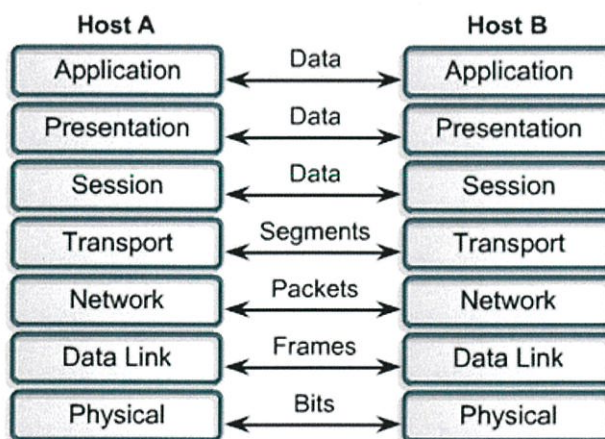 Host A Host B
Application Data Application
Presentation Data Presentation
Session Data Session
Transport Segments Transport
Network Packets Network
Data Link Frames Data Link
Physical Bits Physical